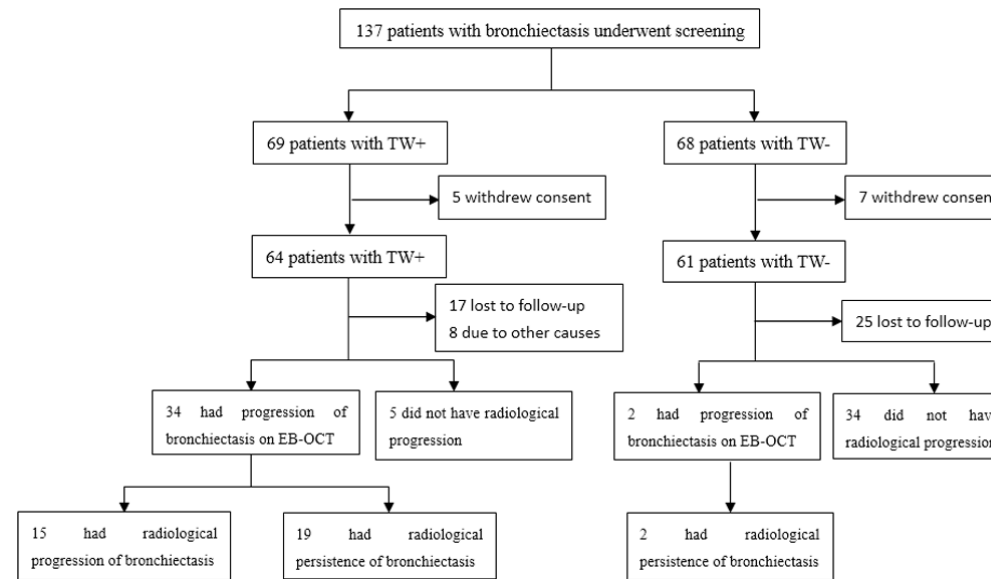 137 patients with bronchiectasis underwent screening
69 patients with TW+
68 patients with TW-
5 withdrew consent
7 withdrew consen
64 patients with TW+
61 patients with TW-
17 lost to follow-up
8 due to other causes
25 lost to follow-up
34 had progression of
bronchiectasis on EB-OCT
5 did not have radiological
progression
2 had progression of
bronchiectasis on EB-OCT
34 did not hav
radiological progression
15 had radiological
progression of bronchiectasis
19 had radiological
persistence of bronchiectasis
2 had radiological
persistence of bronchiectasis